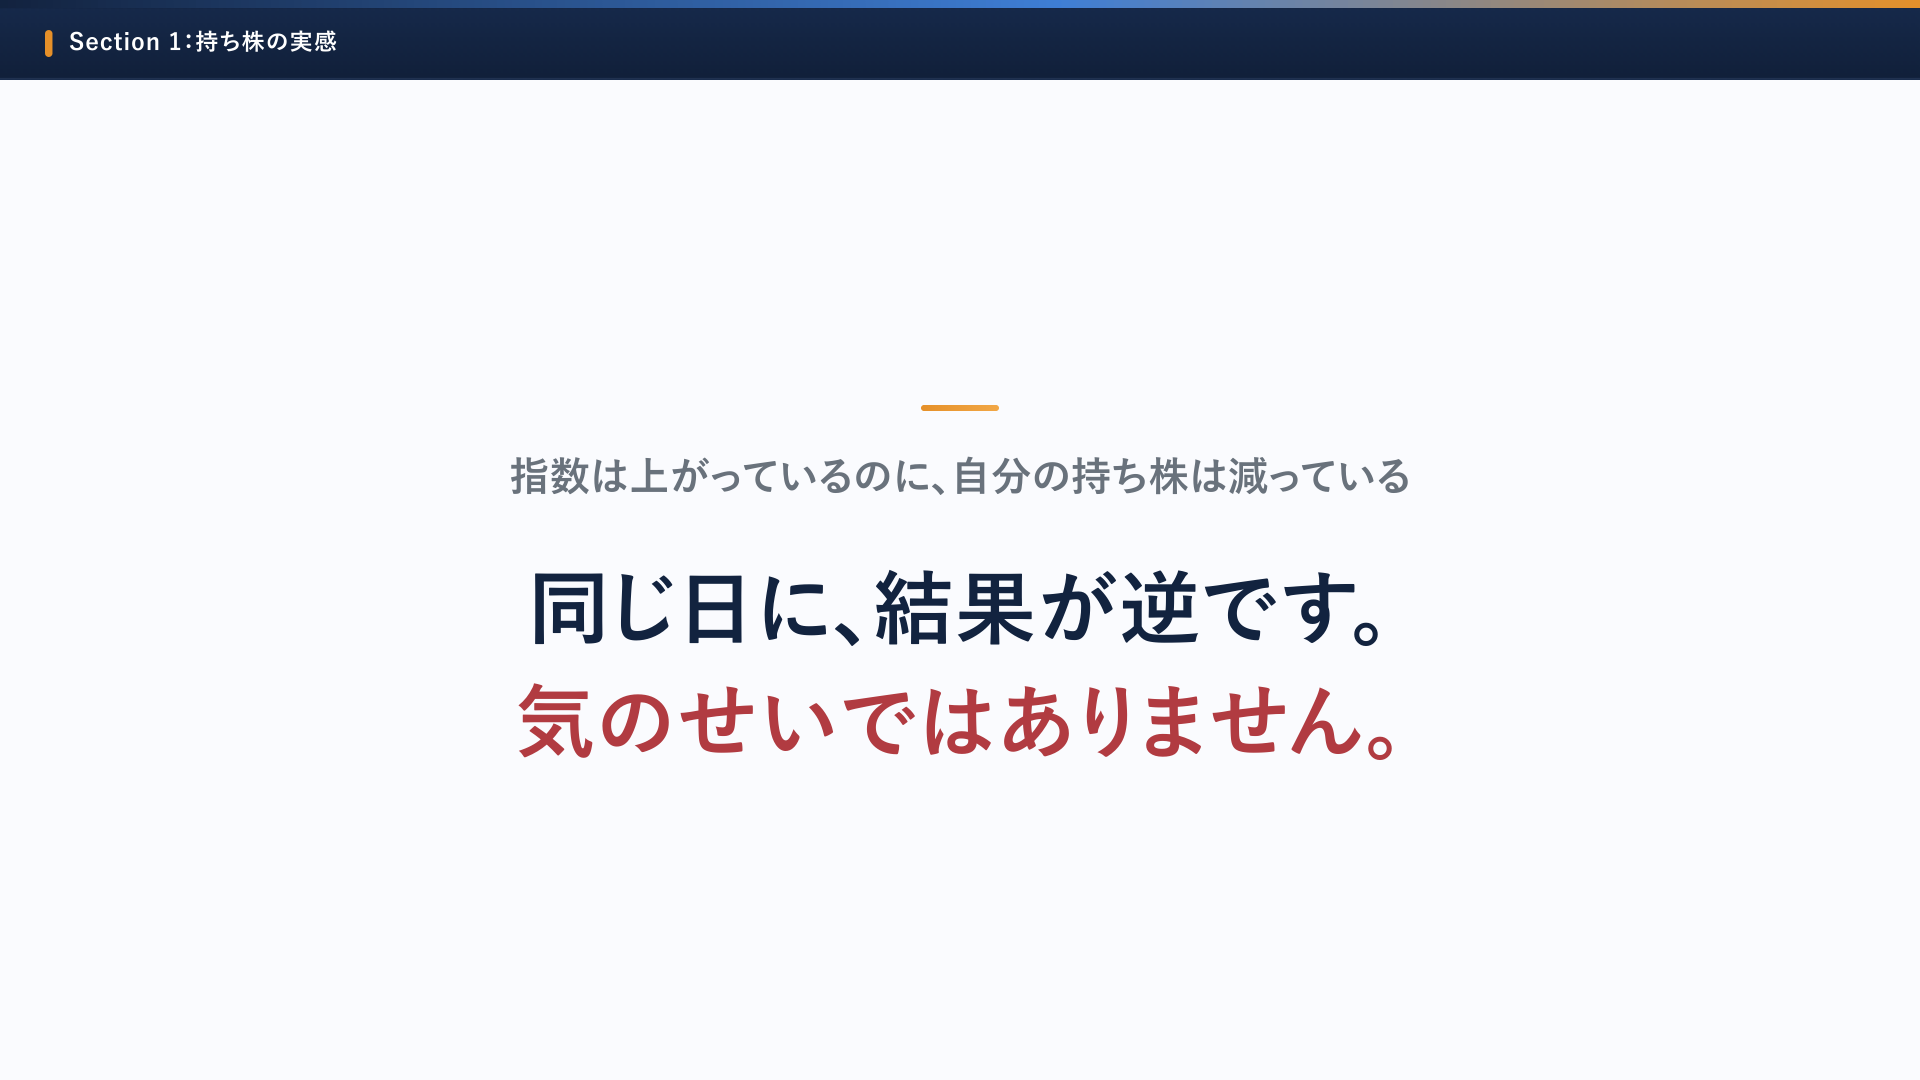 Section 1：持ち株の実感
指数は上がっているのに、自分の持ち株は減っている
同じ日に、結果が逆です。
気のせいではありません。